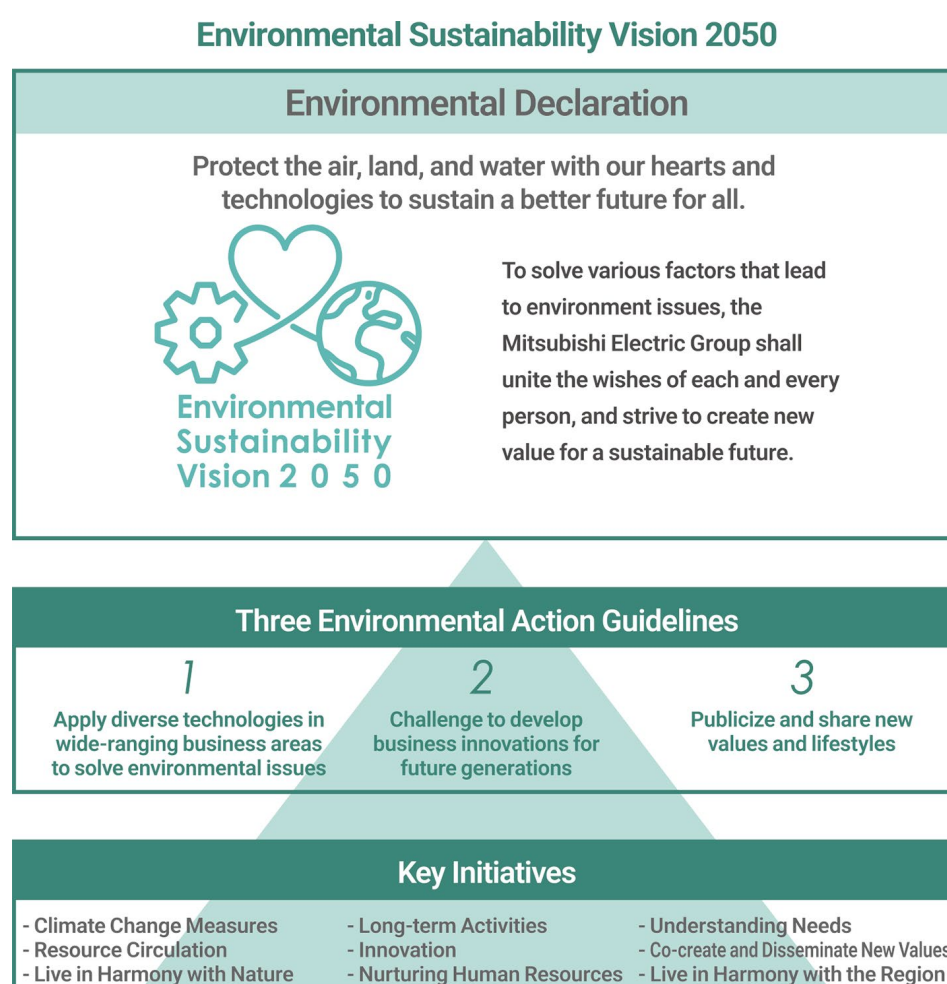 Environmental Sustainability Vision 2050
Environmental Declaration
Protect the air, land, and water with our hearts and
technologies to sustain a better future for all.
Environmental
Sustainability
Vision 2 0 5 0
To solve various factors that lead
to environment issues, the
Mitsubishi Electric Group shall
unite the wishes of each and every
person, and strive to create new
value for a sustainable future.
Three Environmental Action Guidelines
1
Apply diverse technologies in
wide-ranging business areas
to solve environmental issues
2
Challenge to develop
business innovations for
future generations
3
Publicize and share new
values and lifestyles
Key Initiatives
- Climate Change Measures
- Resource Circulation
- Live in Harmony with Nature
- Long-term Activities
- Innovation
- Nurturing Human Resources
- Understanding Needs
- Co-create and Disseminate New Values
- Live in Harmony with the Region